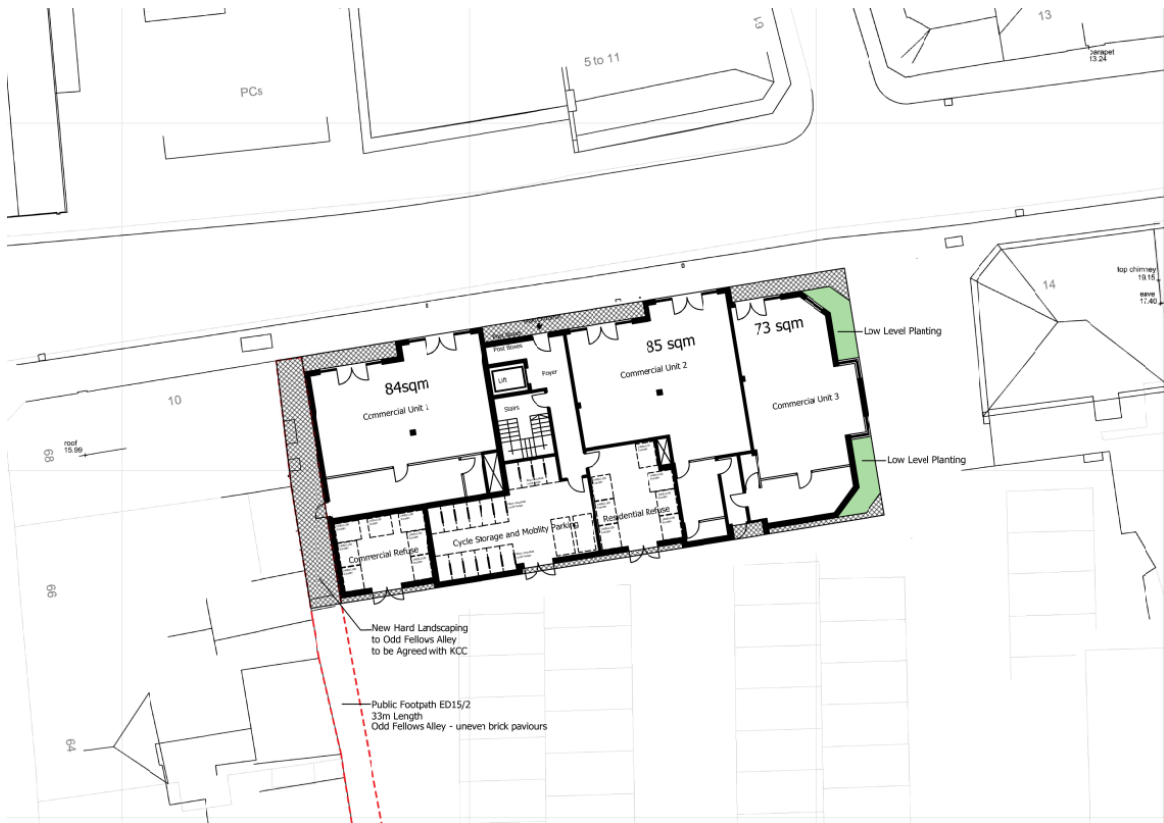 PCs
5 to 11
19
13
parapet
13.24
14
top chimney
19.15
eave
17.40
10
68
roof
15.99
66
64
84sqm
Commercial Unit 1
Post Boxes
Lift
Foyer
Stairs
85 sqm
Commercial Unit 2
73 sqm
Commercial Unit 3
Low Level Planting
Low Level Planting
Commercial Refuse
Cycle Storage and Mobility Parking
Residential Refuse
New Hard Landscaping
to Odd Fellows Alley
to be Agreed with KCC
Public Footpath ED15/2
33m Length
Odd Fellows Alley - uneven brick paviours